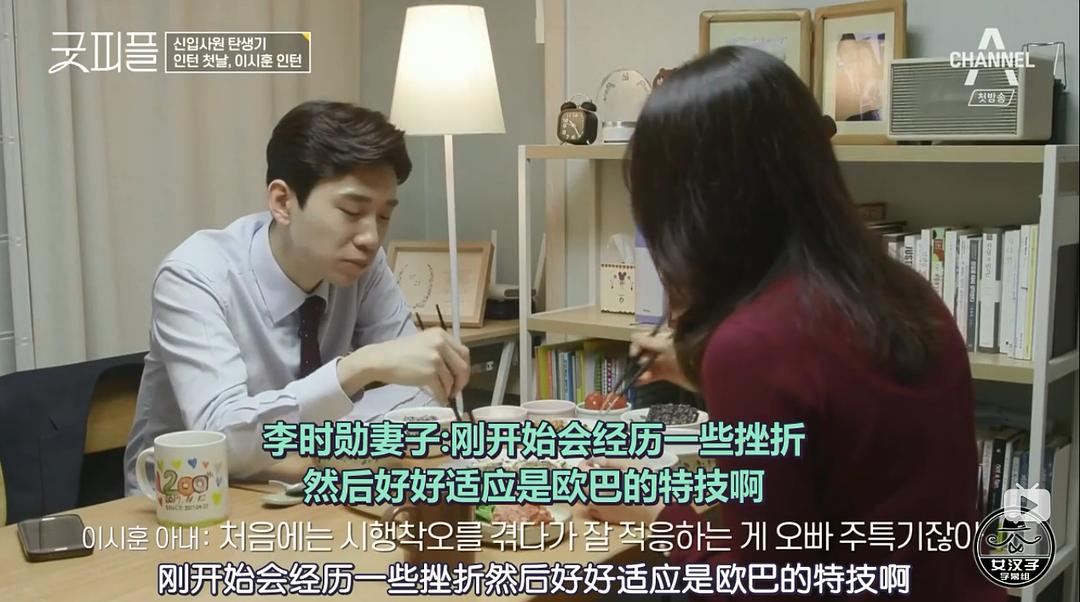 굿피플
신입사원 탄생기
인턴 첫날, 이시훈 인턴
CHANNEL
첫방송
1200
李时勋妻子:刚开始会经历一些挫折
然后好好适应是欧巴的特技啊
이시훈 아내: 처음에는 시행착오를 겪다가 잘 적응하는 게 오빠 주특기잖아
刚开始会经历一些挫折然后好好适应是欧巴的特技啊
女汉子
字幕组